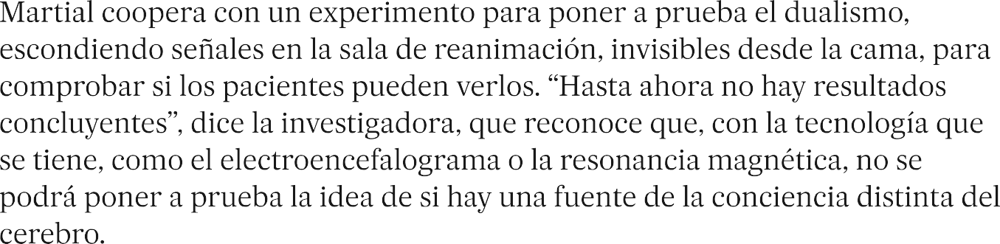 Martial coopera con un experimento para poner a prueba el dualismo,
escondiendo señales en la sala de reanimación, invisibles desde la cama, para
comprobar si los pacientes pueden verlos. “Hasta ahora no hay resultados
concluyentes”, dice la investigadora, que reconoce que, con la tecnología que
se tiene, como el electroencefalograma o la resonancia magnética, no se
podrá poner a prueba la idea de si hay una fuente de la conciencia distinta del
cerebro.